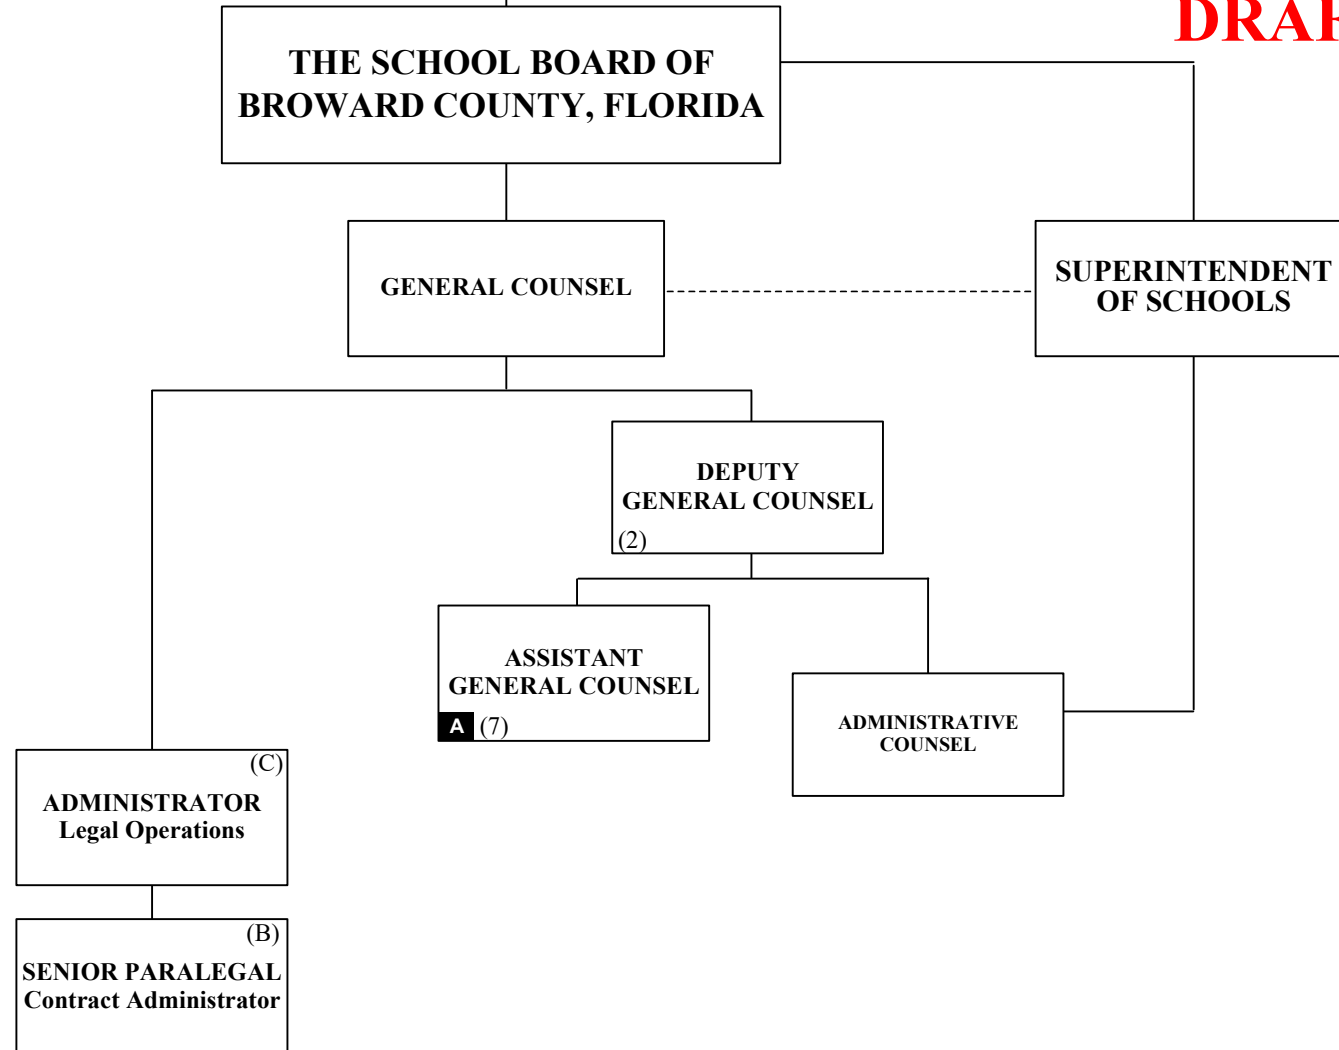 THE SCHOOL BOARD OF
BROWARD COUNTY, FLORIDA
GENERAL COUNSEL
SUPERINTENDENT
OF SCHOOLS
DEPUTY
GENERAL COUNSEL
(2)
ASSISTANT
GENERAL COUNSEL
A (7)
ADMINISTRATIVE
COUNSEL
(C)
ADMINISTRATOR
Legal Operations
(B)
SENIOR PARALEGAL
Contract Administrator